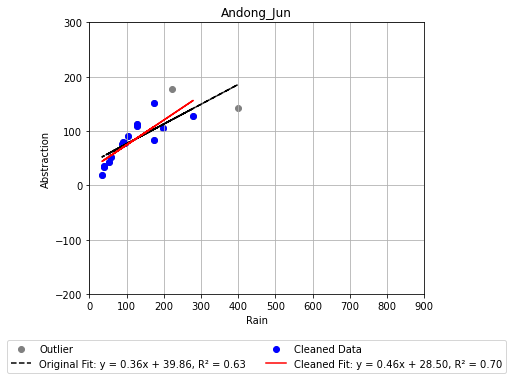 Andong_Jun
300
200
100
0
−100
−200
Abstraction
0 100 200 300 400 500 600 700 800 900
Rain
Outlier
Cleaned Data
Original Fit: y = 0.36x + 39.86, R² = 0.63
Cleaned Fit: y = 0.46x + 28.50, R² = 0.70